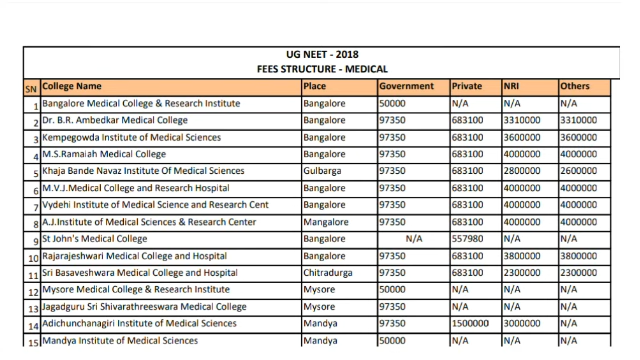 UG NEET - 2018
FEES STRUCTURE - MEDICAL
SN College Name Place Government Private NRI Others
1 Bangalore Medical College & Research Institute Bangalore 50000 N/A N/A N/A
2 Dr. B.R. Ambedkar Medical College Bangalore 97350 683100 3310000 3310000
3 Kempegowda Institute of Medical Sciences Bangalore 97350 683100 3600000 3600000
4 M.S.Ramaiah Medical College Bangalore 97350 683100 4000000 4000000
5 Khaja Bande Navaz Institute Of Medical Sciences Gulbarga 97350 683100 2800000 2600000
6 M.V.J.Medical College and Research Hospital Bangalore 97350 683100 4000000 4000000
7 Vydehi Institute of Medical Science and Research Cent Bangalore 97350 683100 4000000 4000000
8 A.J.Institute of Medical Sciences & Research Center Mangalore 97350 683100 4000000 4000000
9 St John's Medical College Bangalore N/A 557980 N/A N/A
10 Rajarajeshwari Medical College and Hospital Bangalore 97350 683100 3800000 3800000
11 Sri Basaveshwara Medical College and Hospital Chitradurga 97350 683100 2300000 2300000
12 Mysore Medical College & Research Institute Mysore 50000 N/A N/A N/A
13 Jagadguru Sri Shivarathreeswara Medical College Mysore 97350 N/A N/A N/A
14 Adichunchanagiri Institute of Medical Sciences Mandya 97350 1500000 3000000 N/A
15 Mandya Institute of Medical Sciences Mandya 50000 N/A N/A N/A